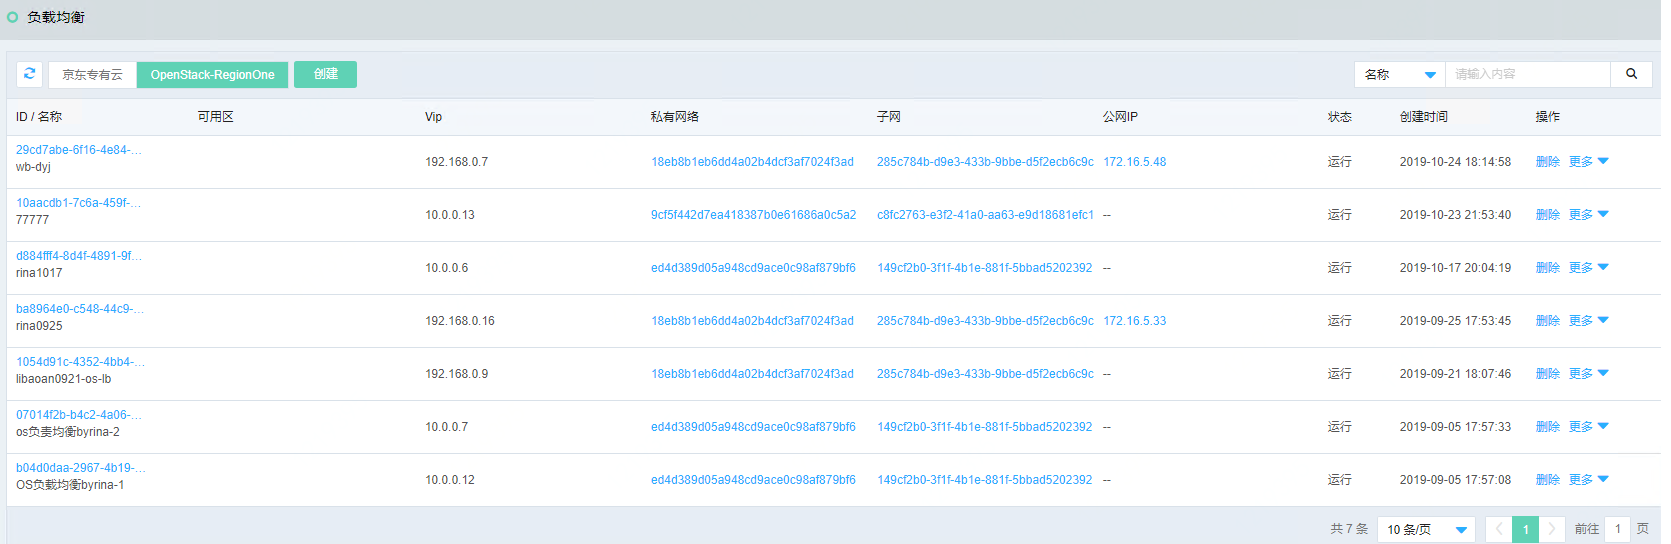 负载均衡
京东专有云 OpenStack-RegionOne 创建 名称 请输入内容
ID / 名称 可用区 Vip 私有网络 子网 公网IP 状态 创建时间 操作
29cd7abe-6f16-4e84-...
wb-dyj 192.168.0.7 18eb8b1eb6dd4a02b4dcf3af7024f3ad 285c784b-d9e3-433b-9bbe-d5f2ecb6c9c 172.16.5.48 运行 2019-10-24 18:14:58 删除 更多
10aacdb1-7c6a-459f-...
77777 10.0.0.13 9cf5f442d7ea418387b0e61686a0c5a2 c8fc2763-e3f2-41a0-aa63-e9d18681efc1 -- 运行 2019-10-23 21:53:40 删除 更多
d884fff4-8d4f-4891-9f...
rina1017 10.0.0.6 ed4d389d05a948cd9ace0c98af879bf6 149cf2b0-3f1f-4b1e-881f-5bbad5202392 -- 运行 2019-10-17 20:04:19 删除 更多
ba8964e0-c548-44c9-...
rina0925 192.168.0.16 18eb8b1eb6dd4a02b4dcf3af7024f3ad 285c784b-d9e3-433b-9bbe-d5f2ecb6c9c 172.16.5.33 运行 2019-09-25 17:53:45 删除 更多
1054d91c-4352-4bb4-...
libaoan0921-os-lb 192.168.0.9 18eb8b1eb6dd4a02b4dcf3af7024f3ad 285c784b-d9e3-433b-9bbe-d5f2ecb6c9c -- 运行 2019-09-21 18:07:46 删除 更多
07014f2b-b4c2-4a06-...
os负责均衡byrina-2 10.0.0.7 ed4d389d05a948cd9ace0c98af879bf6 149cf2b0-3f1f-4b1e-881f-5bbad5202392 -- 运行 2019-09-05 17:57:33 删除 更多
b04d0daa-2967-4b19-...
OS负载均衡byrina-1 10.0.0.12 ed4d389d05a948cd9ace0c98af879bf6 149cf2b0-3f1f-4b1e-881f-5bbad5202392 -- 运行 2019-09-05 17:57:08 删除 更多
共 7 条 10 条/页 1 前往 1 页